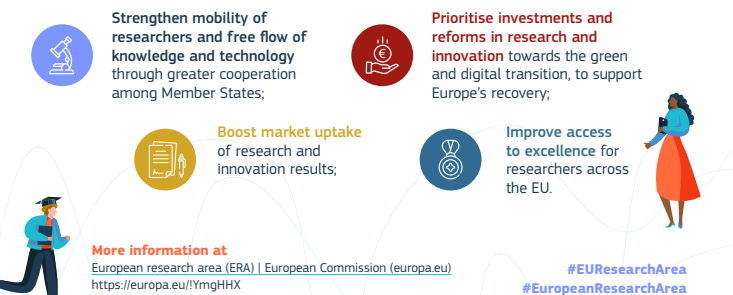 Strengthen mobility of
researchers and free flow of
knowledge and technology
through greater cooperation
among Member States;
Prioritise investments and
reforms in research and
innovation towards the green
and digital transition, to support
Europe's recovery;
€
Boost market uptake
of research and
innovation results;
Improve access
to excellence for
researchers across
the EU.
More information at
European research area (ERA) | European Commission (europa.eu)
https://europa.eu/!YmgHHX
#EUResearchArea
#EuropeanResearchArea